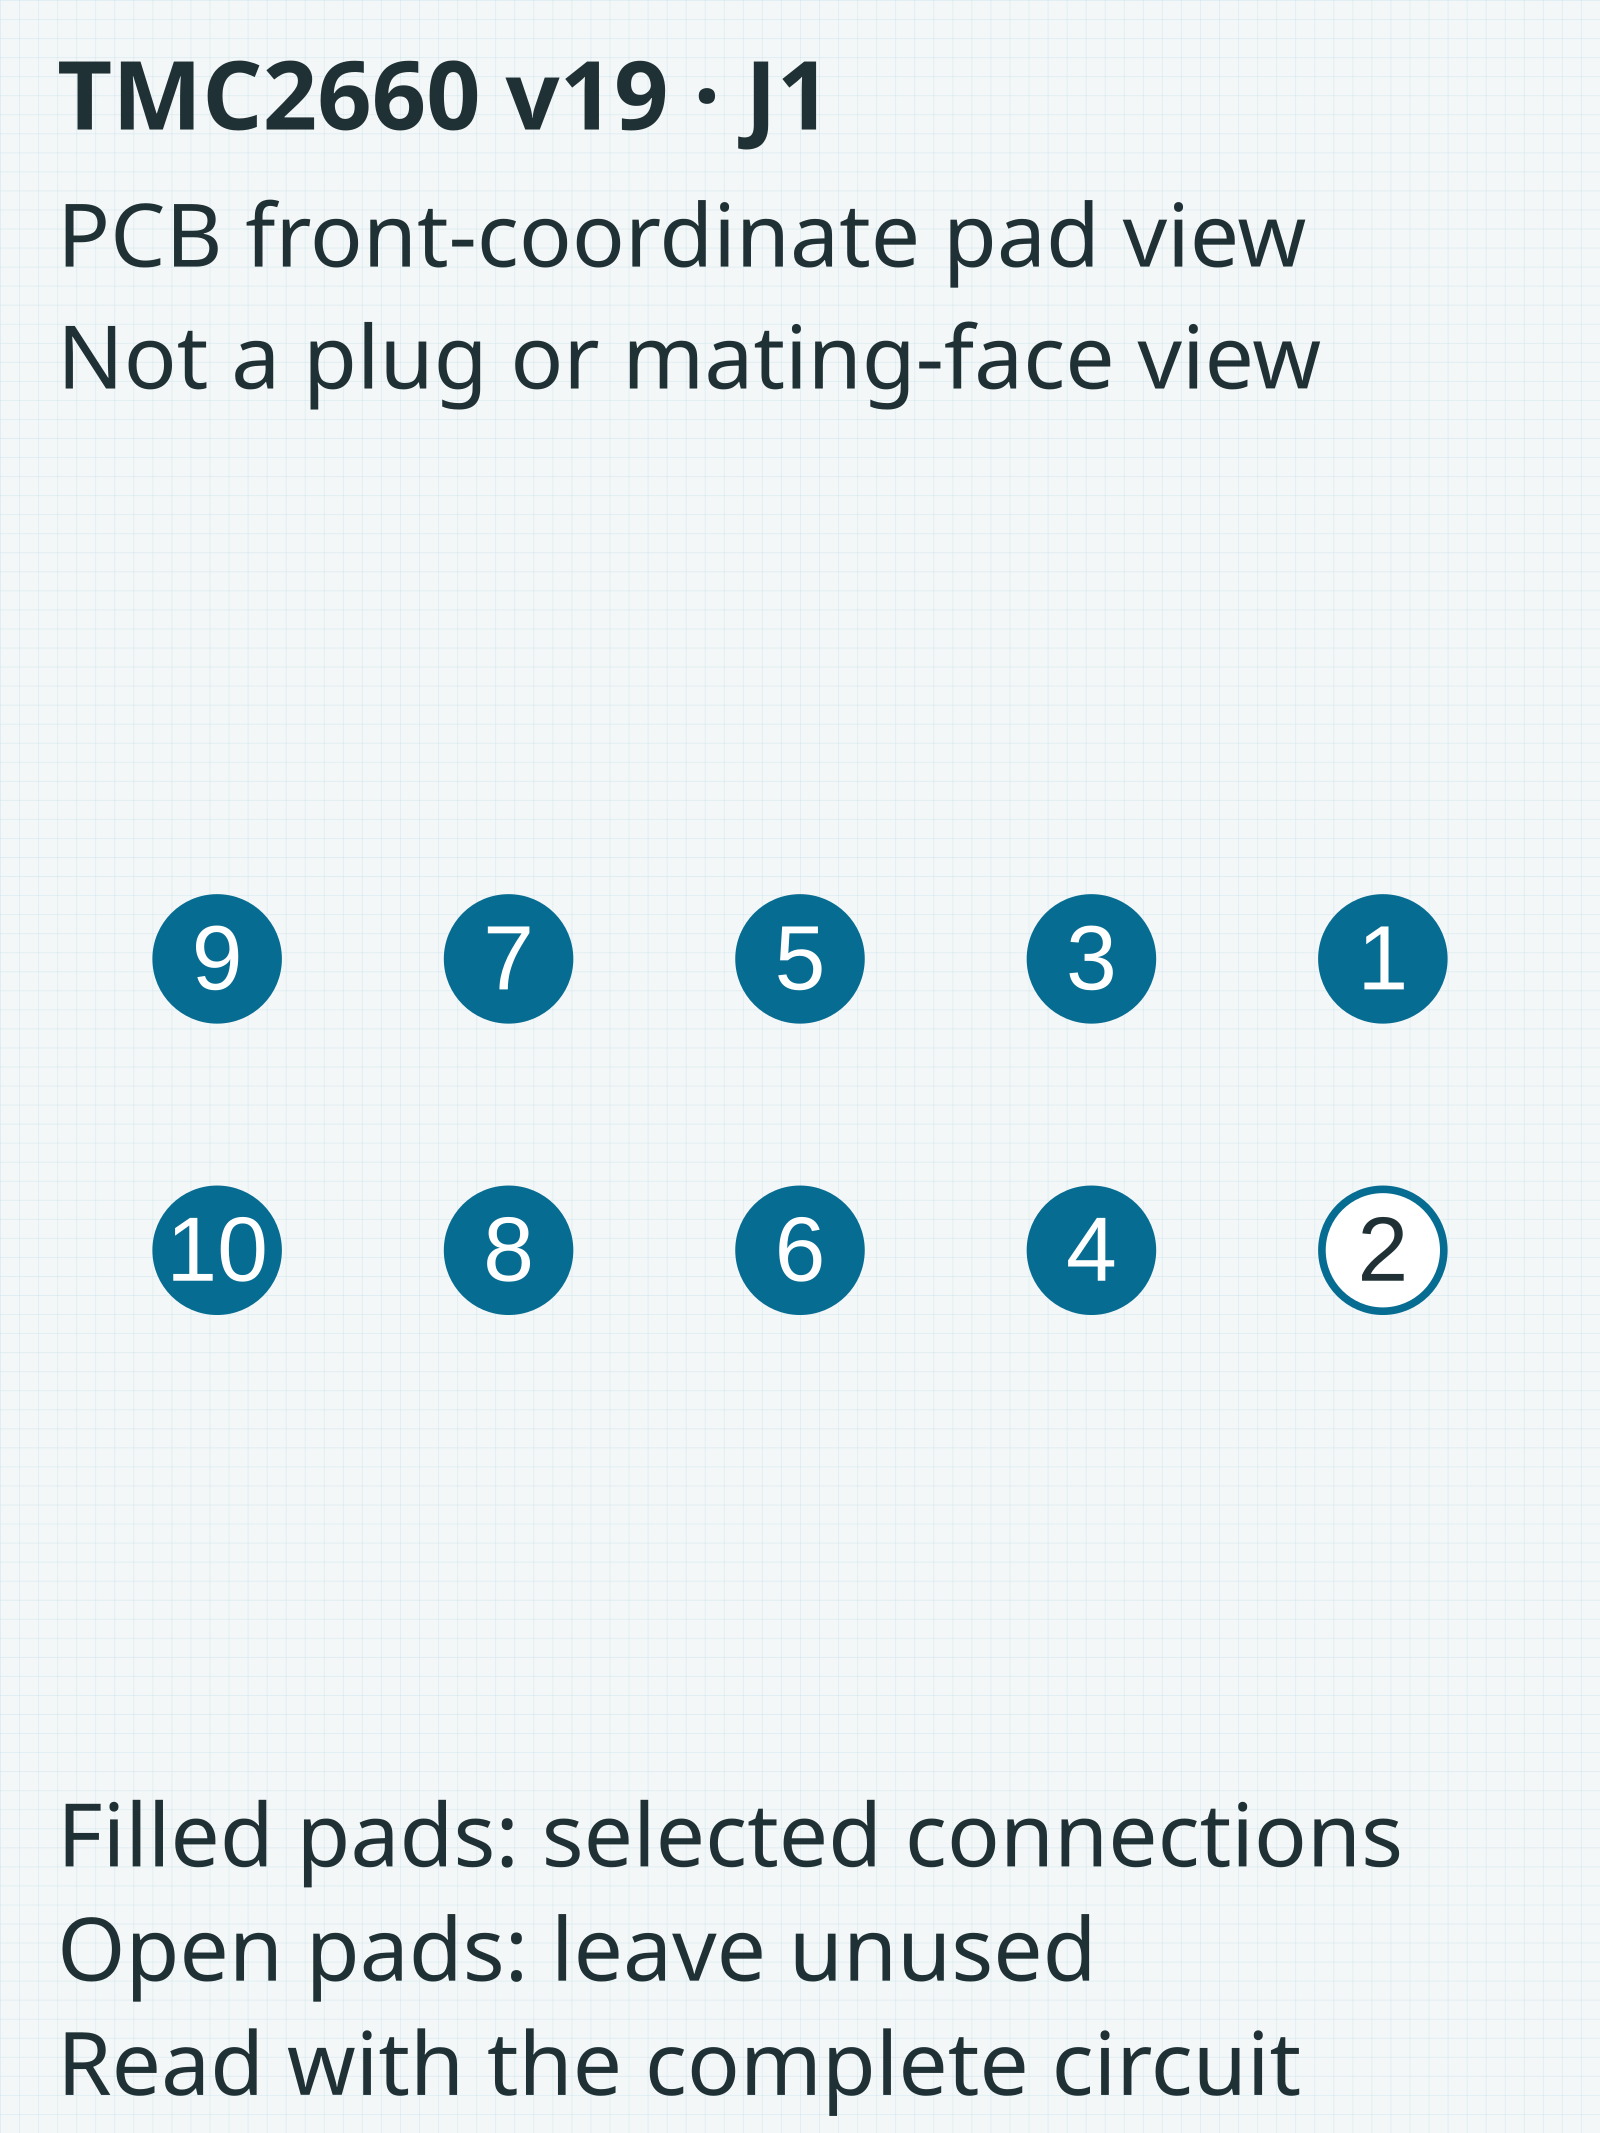 TMC2660 v19 · J1
PCB front-coordinate pad view
Not a plug or mating-face view
9 7 5 3 1
10 8 6 4 2
Filled pads: selected connections
Open pads: leave unused
Read with the complete circuit